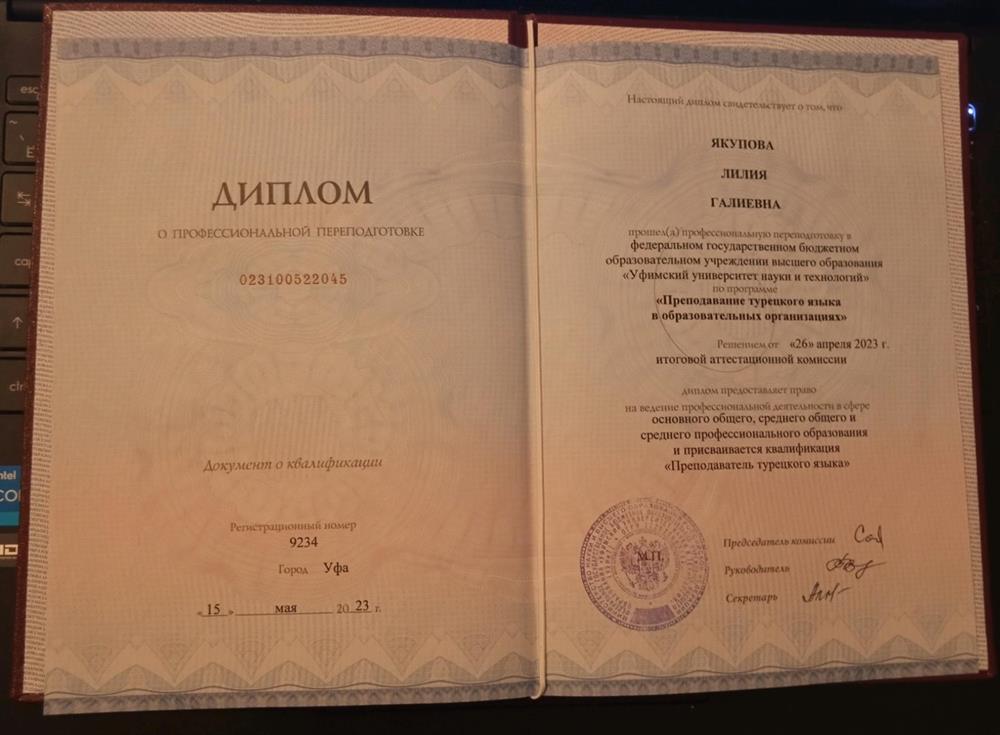 ДИПЛОМ
О ПРОФЕССИОНАЛЬНОЙ ПЕРЕПОДГОТОВКЕ
023100522045
Документ о квалификации
Регистрационный номер
9234
Город Уфа
«15» мая 2023 г.
Настоящий диплом свидетельствует о том, что
ЯКУПОВА
ЛИЛИЯ
ГАЛИЕВНА
прошел(а) профессиональную переподготовку в
федеральном государственном бюджетном
образовательном учреждении высшего образования
«Уфимский университет науки и технологий»
по программе
«Преподавание турецкого языка
в образовательных организациях»
Решением от «26» апреля 2023 г.
итоговой аттестационной комиссии
диплом предоставляет право
на ведение профессиональной деятельности в сфере
основного общего, среднего общего и
среднего профессионального образования
и присваивается квалификация
«Преподаватель турецкого языка»
М.П.
Председатель комиссии
Руководитель
Секретарь
esc
intel